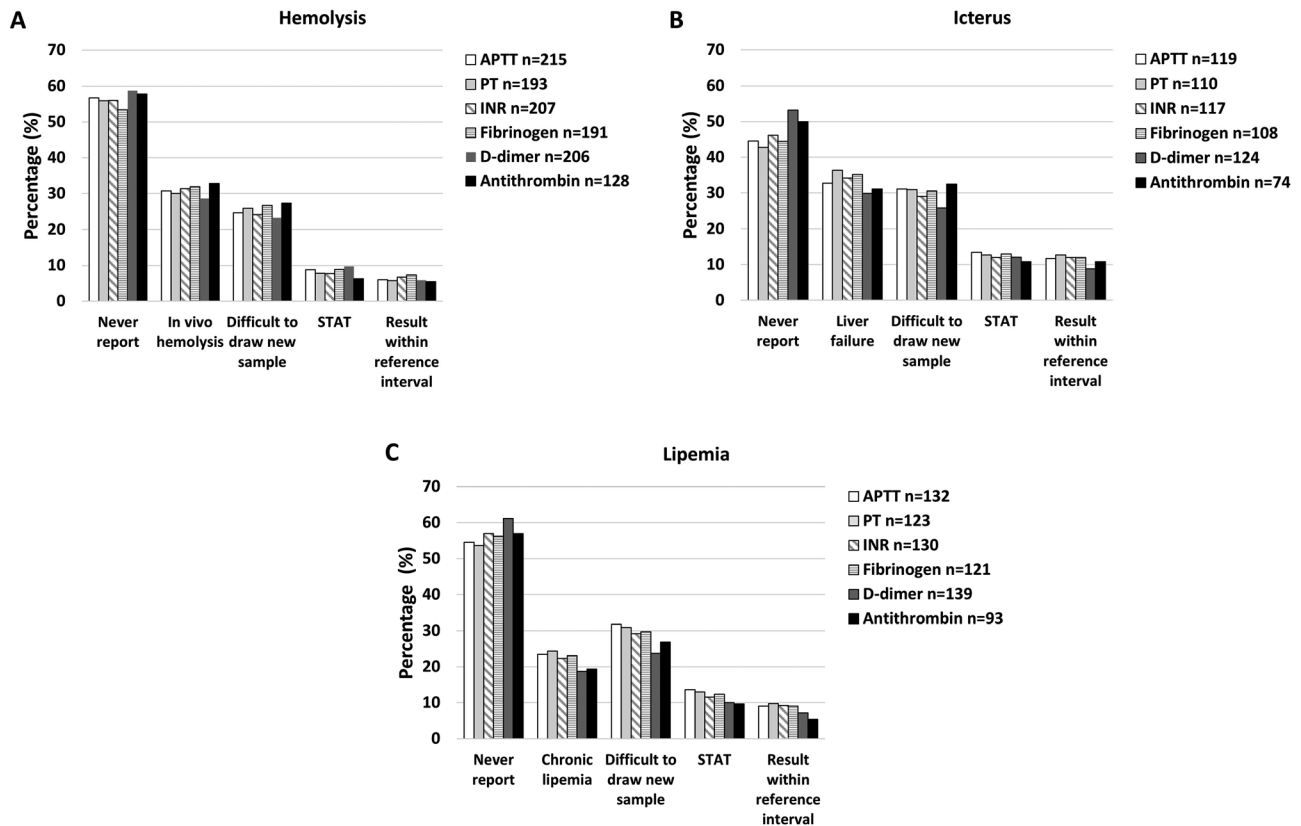 A
Hemolysis
Percentage (%)
70
60
50
40
30
20
10
0
Never
report
In vivo
hemolysis
Difficult to
draw new
sample
STAT
Result
within
reference
interval
APTT n=215
PT n=193
INR n=207
Fibrinogen n=191
D-dimer n=206
Antithrombin n=128
B
Icterus
Percentage (%)
70
60
50
40
30
20
10
0
Never
report
Liver
failure
Difficult to
draw new
sample
STAT
Result
within
reference
interval
APTT n=119
PT n=110
INR n=117
Fibrinogen n=108
D-dimer n=124
Antithrombin n=74
C
Lipemia
Percentage (%)
70
60
50
40
30
20
10
0
Never
report
Chronic
lipemia
Difficult to
draw new
sample
STAT
Result
within
reference
interval
APTT n=132
PT n=123
INR n=130
Fibrinogen n=121
D-dimer n=139
Antithrombin n=93